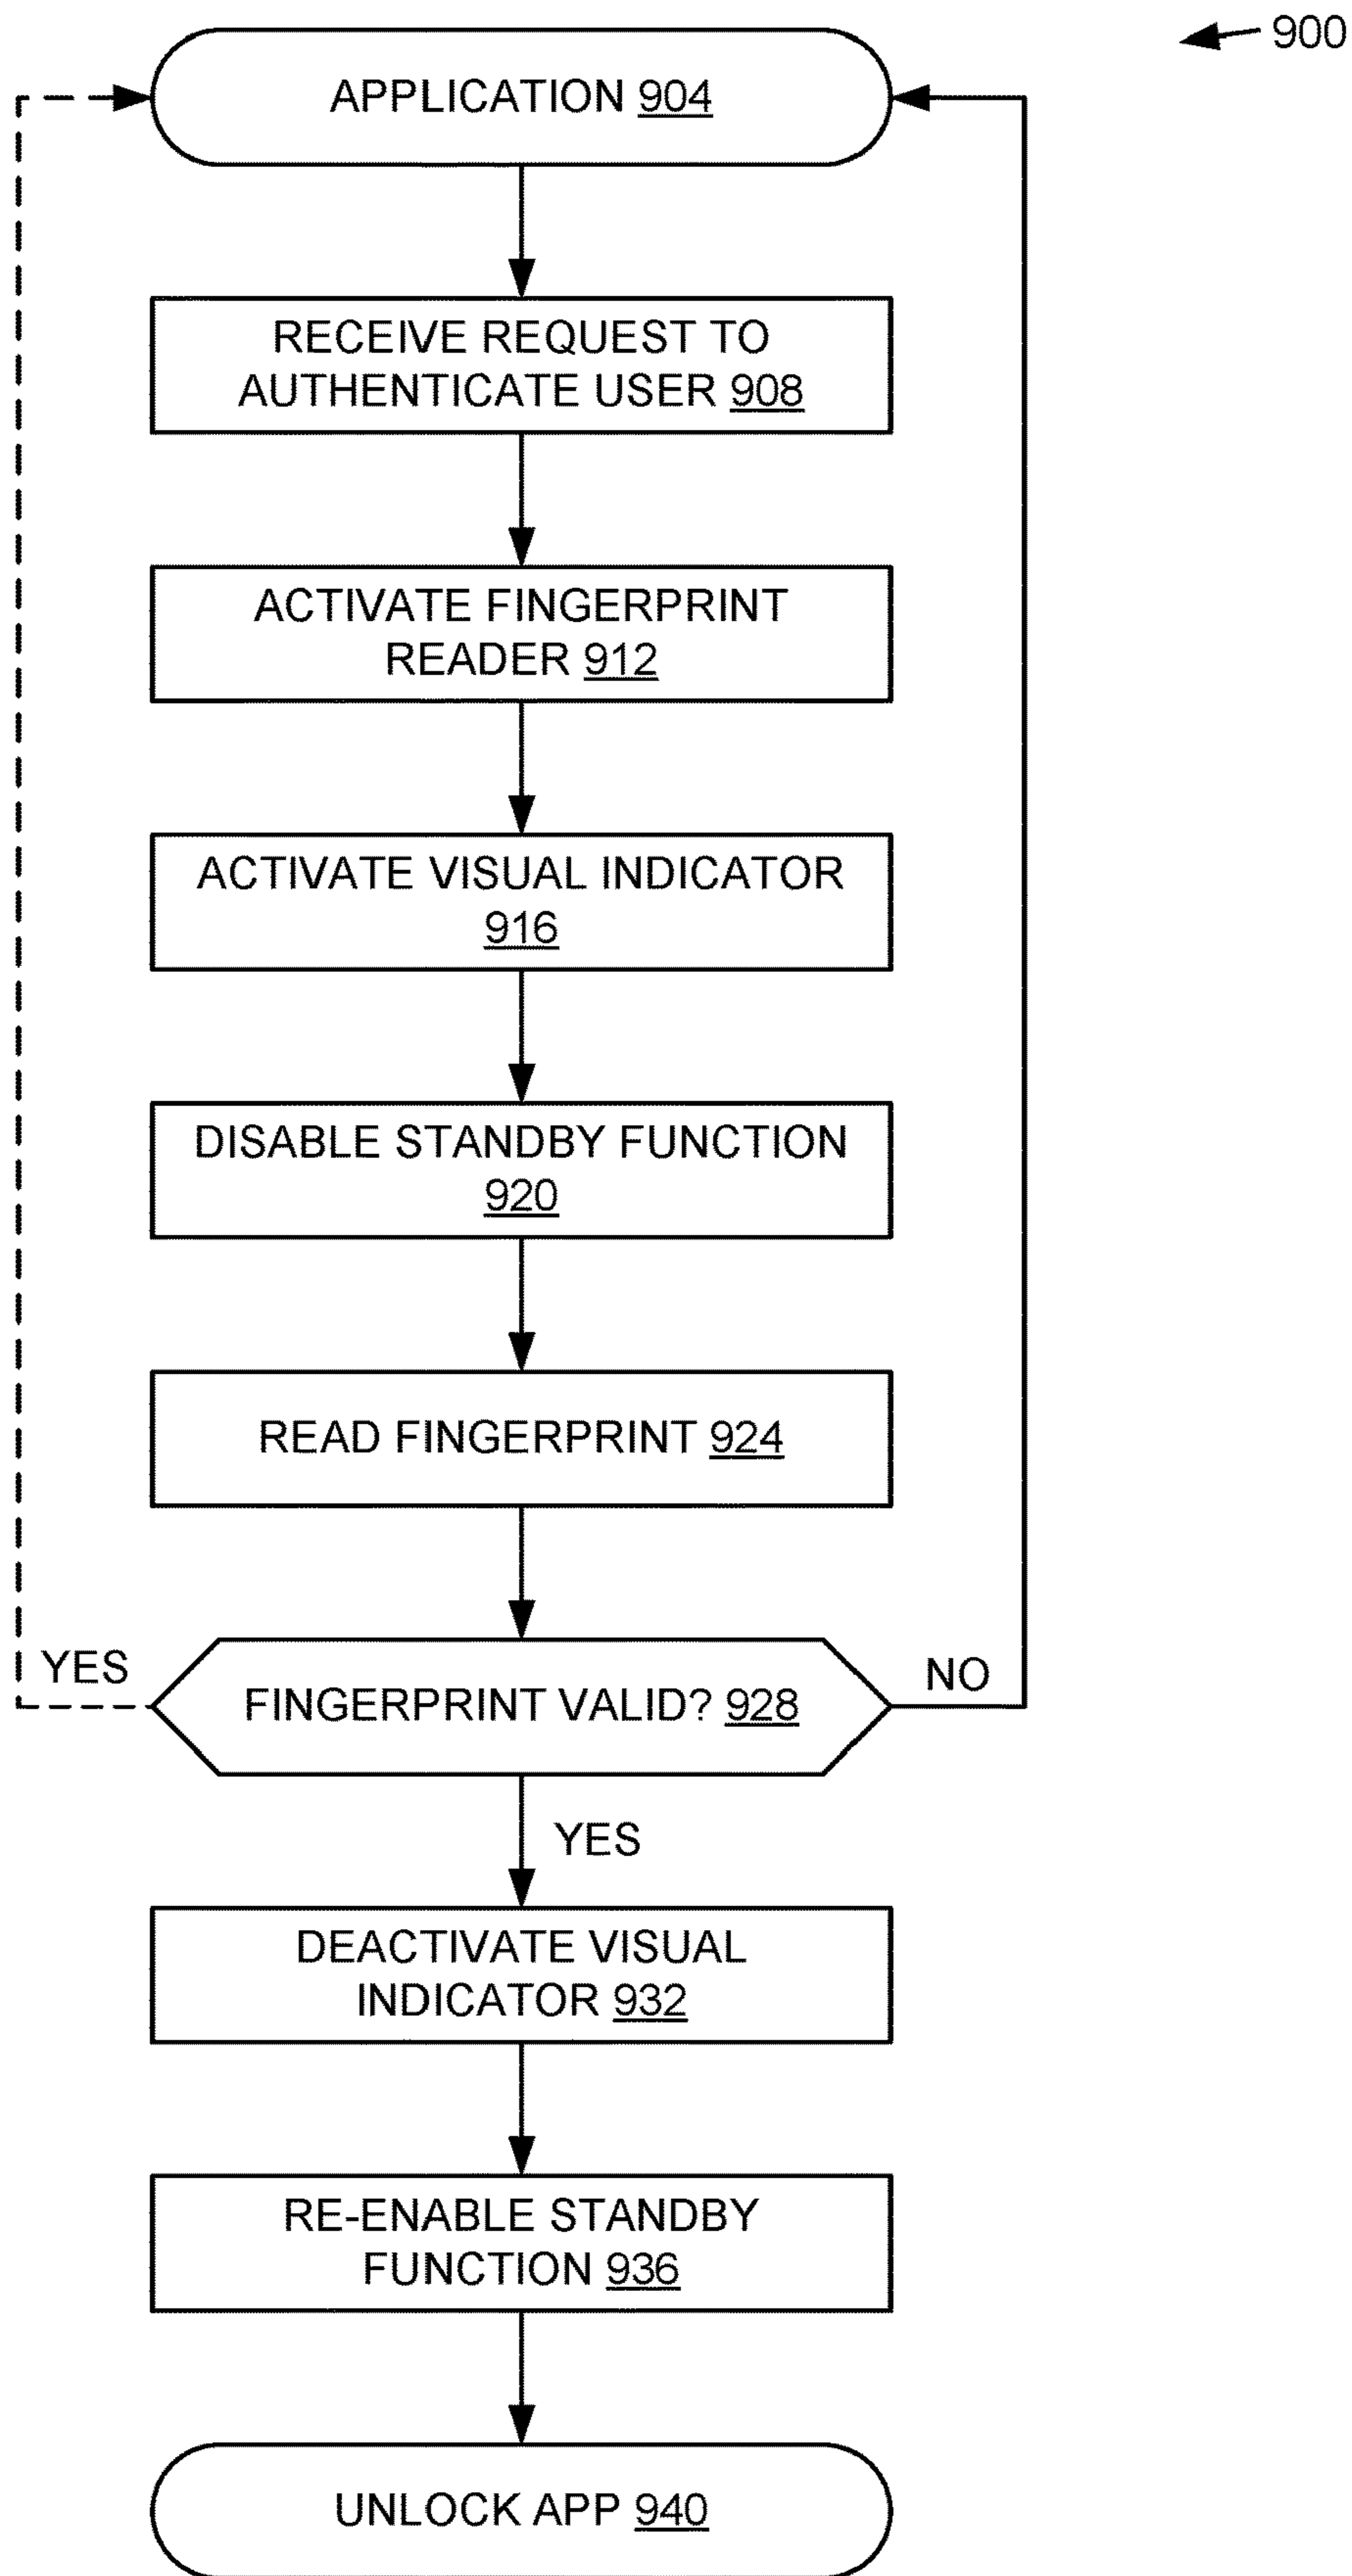 900
APPLICATION 904
RECEIVE REQUEST TO
AUTHENTICATE USER 908
ACTIVATE FINGERPRINT
READER 912
ACTIVATE VISUAL INDICATOR
916
DISABLE STANDBY FUNCTION
920
READ FINGERPRINT 924
YES
FINGERPRINT VALID? 928
NO
YES
DEACTIVATE VISUAL
INDICATOR 932
RE-ENABLE STANDBY
FUNCTION 936
UNLOCK APP 940